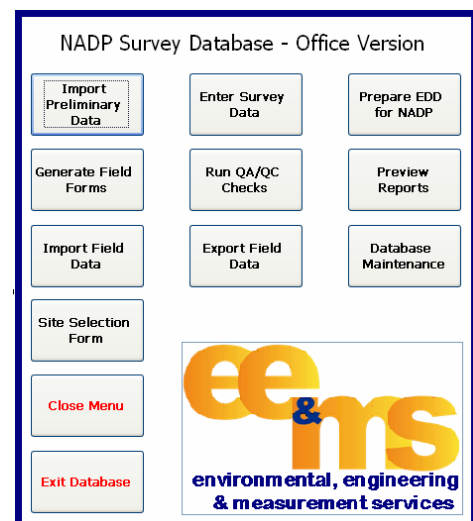 NADP Survey Database - Office Version
Import
Preliminary
Data
Enter Survey
Data
Prepare EDD
for NADP
Generate Field
Forms
Run QA/QC
Checks
Preview
Reports
Import Field
Data
Export Field
Data
Database
Maintenance
Site Selection
Form
Close Menu
Exit Database
ee
&
ms
environmental, engineering
& measurement services